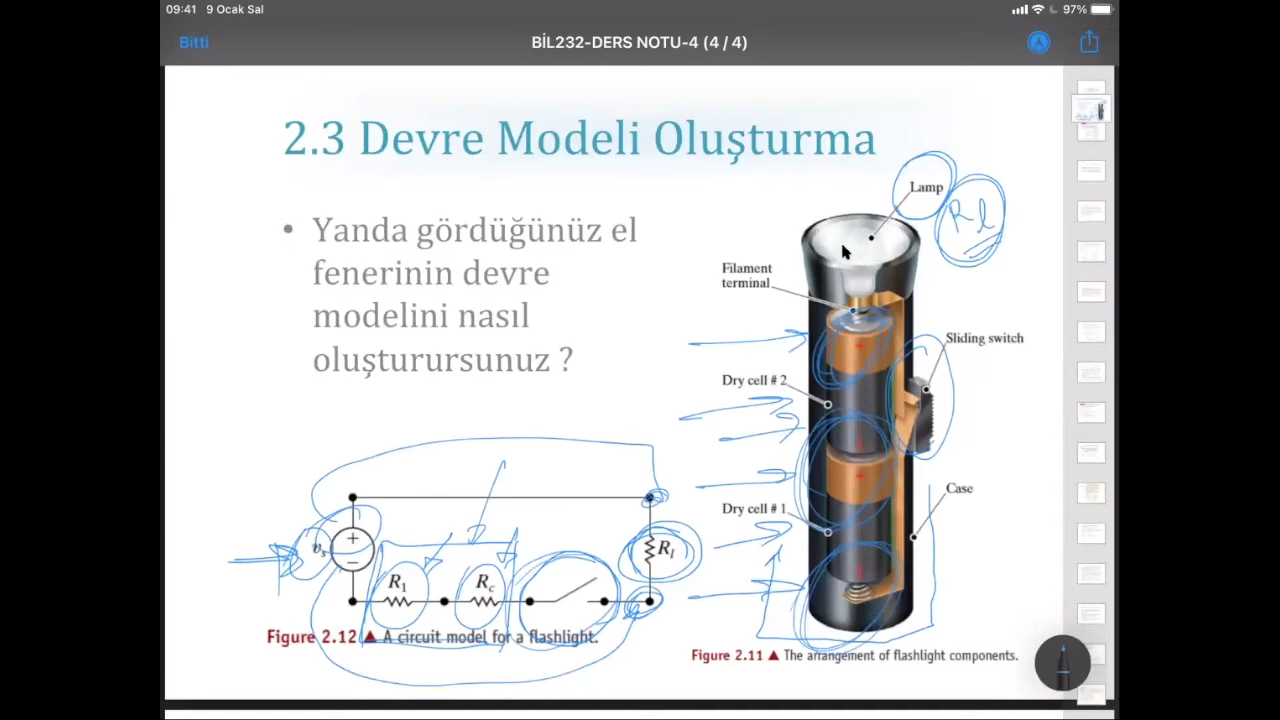 09:41 9 Ocak Sal
97%
Bitti
BİL232-DERS NOTU-4 (4 / 4)
2.3 Devre Modeli Oluşturma
• Yanda gördüğünüz el
fenerinin devre
modelini nasıl
oluşturursunuz ?
Lamp
Rl
Filament
terminal
Sliding switch
Dry cell # 2
Case
Dry cell # 1
vs
+
−
R1
Rc
Rl
Figure 2.12 ▲ A circuit model for a flashlight.
Figure 2.11 ▲ The arrangement of flashlight components.